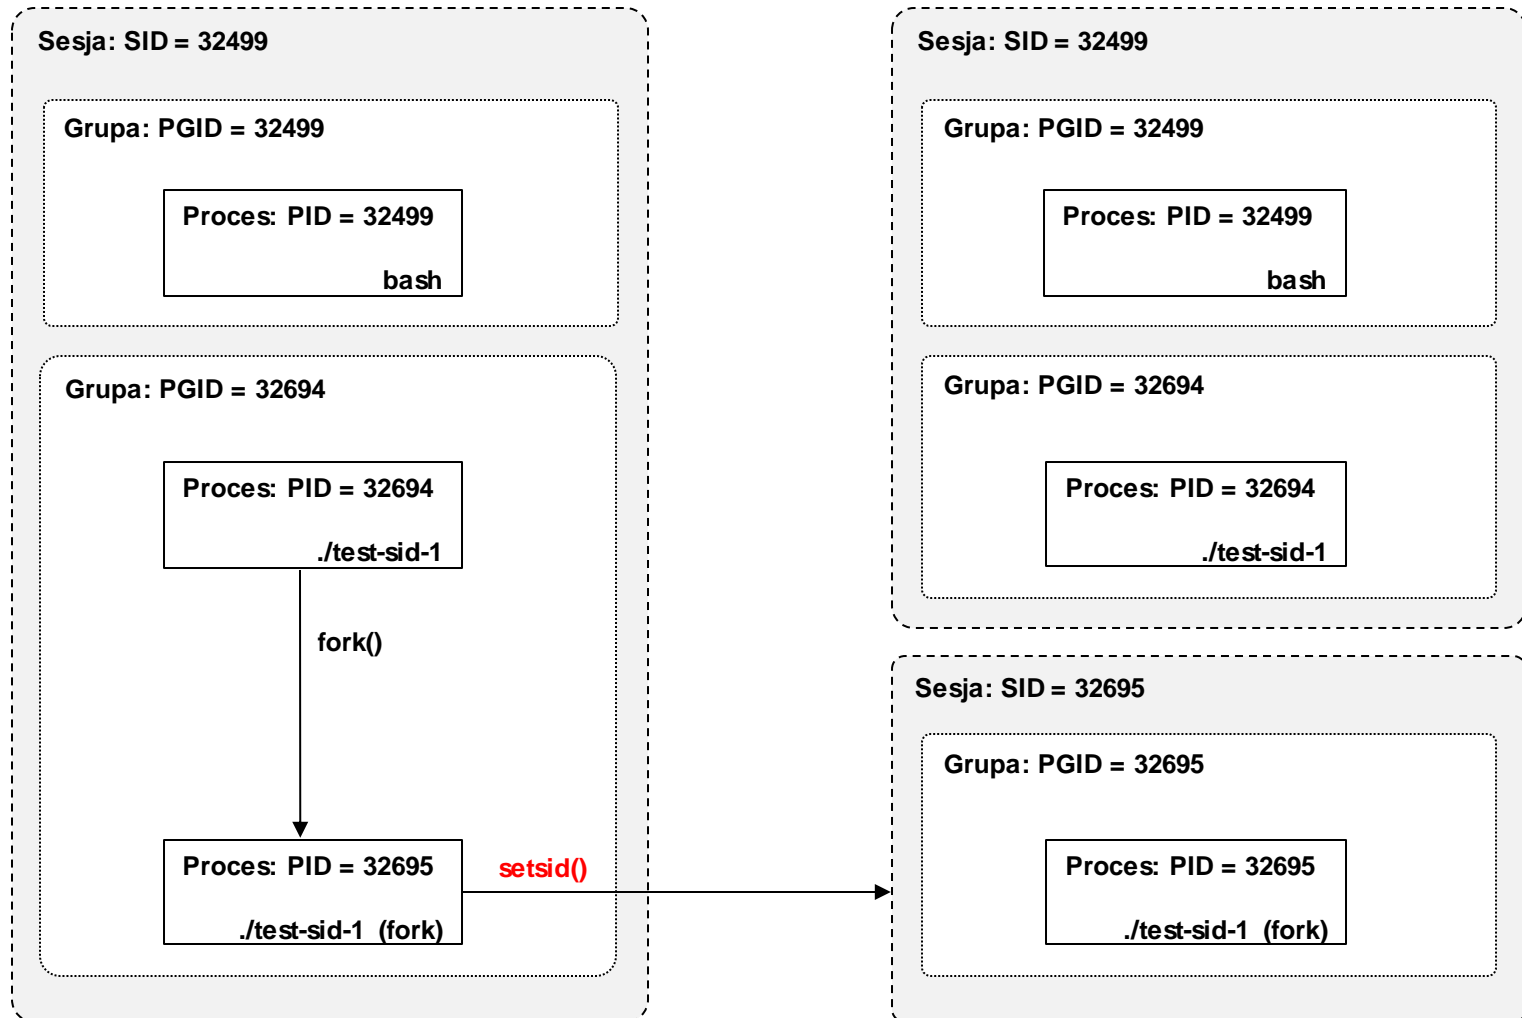 Sesja: SID = 32499
Grupa: PGID = 32499
Proces: PID = 32499
bash
Grupa: PGID = 32694
Proces: PID = 32694
./test-sid-1
fork()
Proces: PID = 32695
./test-sid-1 (fork)
setsid()
Sesja: SID = 32499
Grupa: PGID = 32499
Proces: PID = 32499
bash
Grupa: PGID = 32694
Proces: PID = 32694
./test-sid-1
Sesja: SID = 32695
Grupa: PGID = 32695
Proces: PID = 32695
./test-sid-1 (fork)